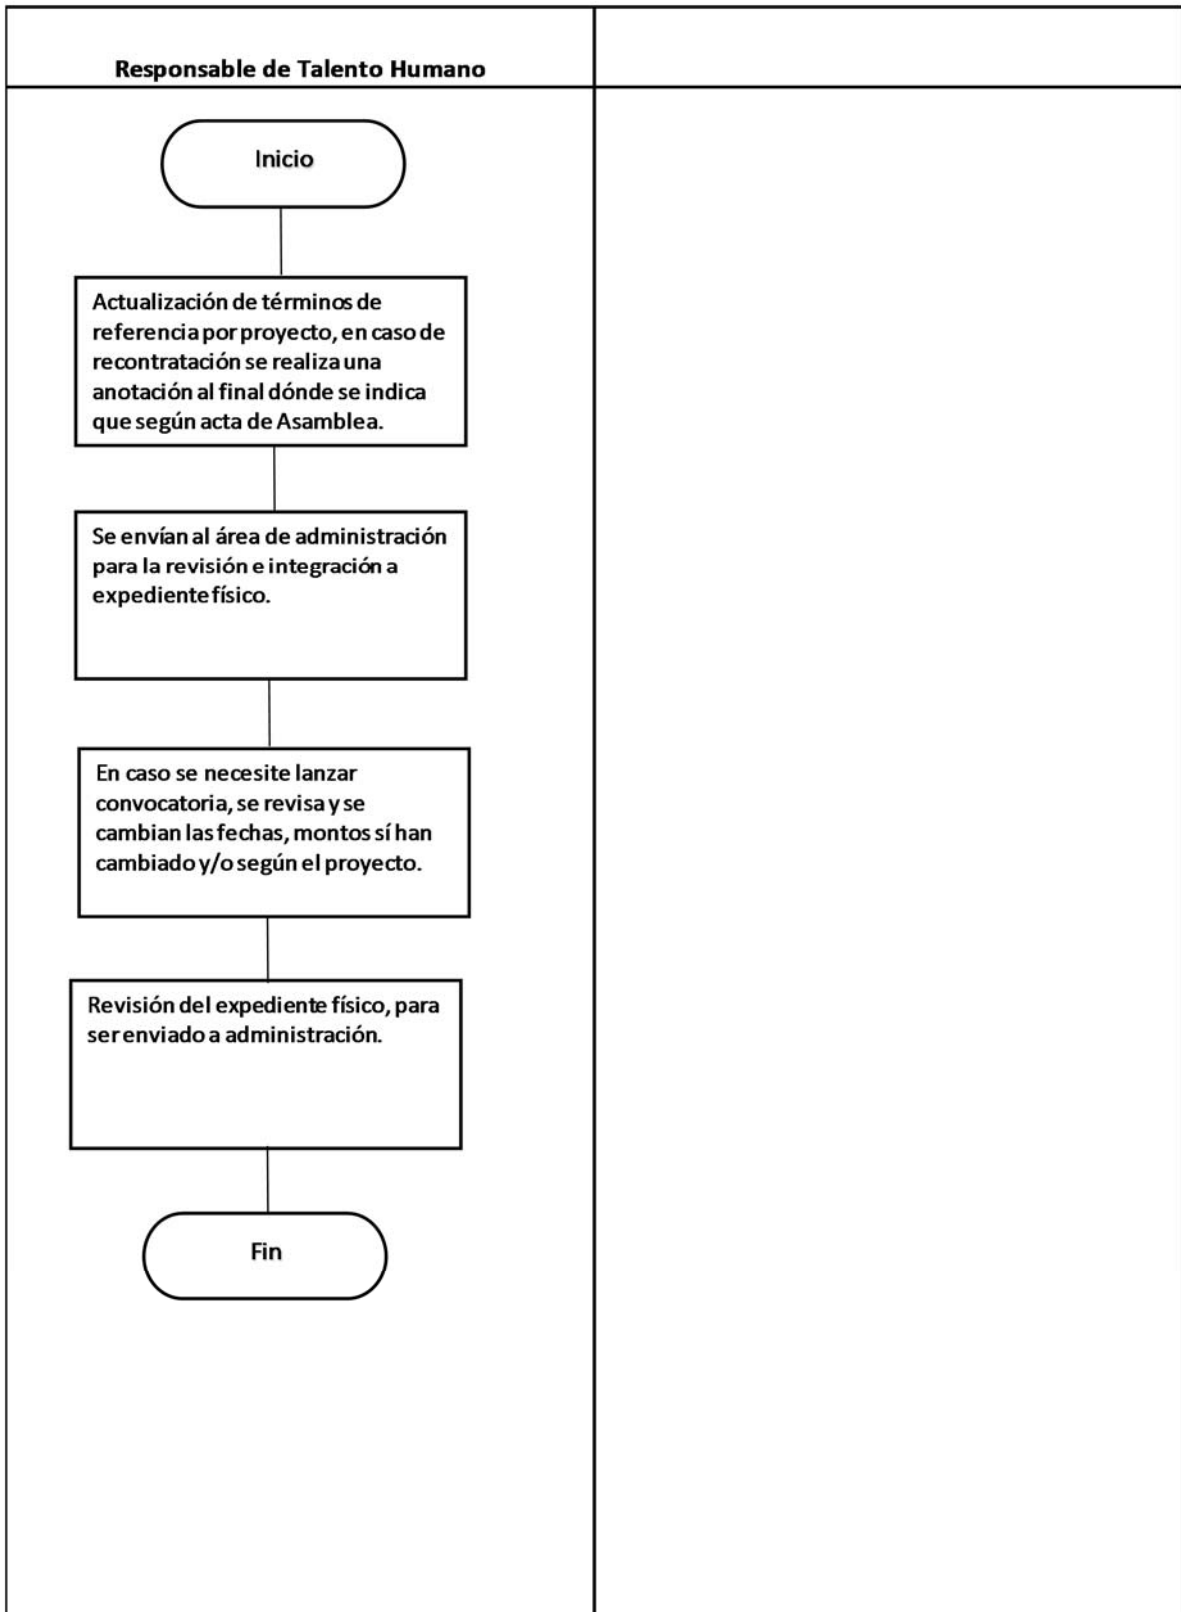 Responsable de Talento Humano
Inicio
Actualización de términos de
referencia por proyecto, en caso de
recontratación se realiza una
anotación al final dónde se indica
que según acta de Asamblea.
Se envían al área de administración
para la revisión e integración a
expediente físico.
En caso se necesite lanzar
convocatoria, se revisa y se
cambian las fechas, montos sí han
cambiado y/o según el proyecto.
Revisión del expediente físico, para
ser enviado a administración.
Fin